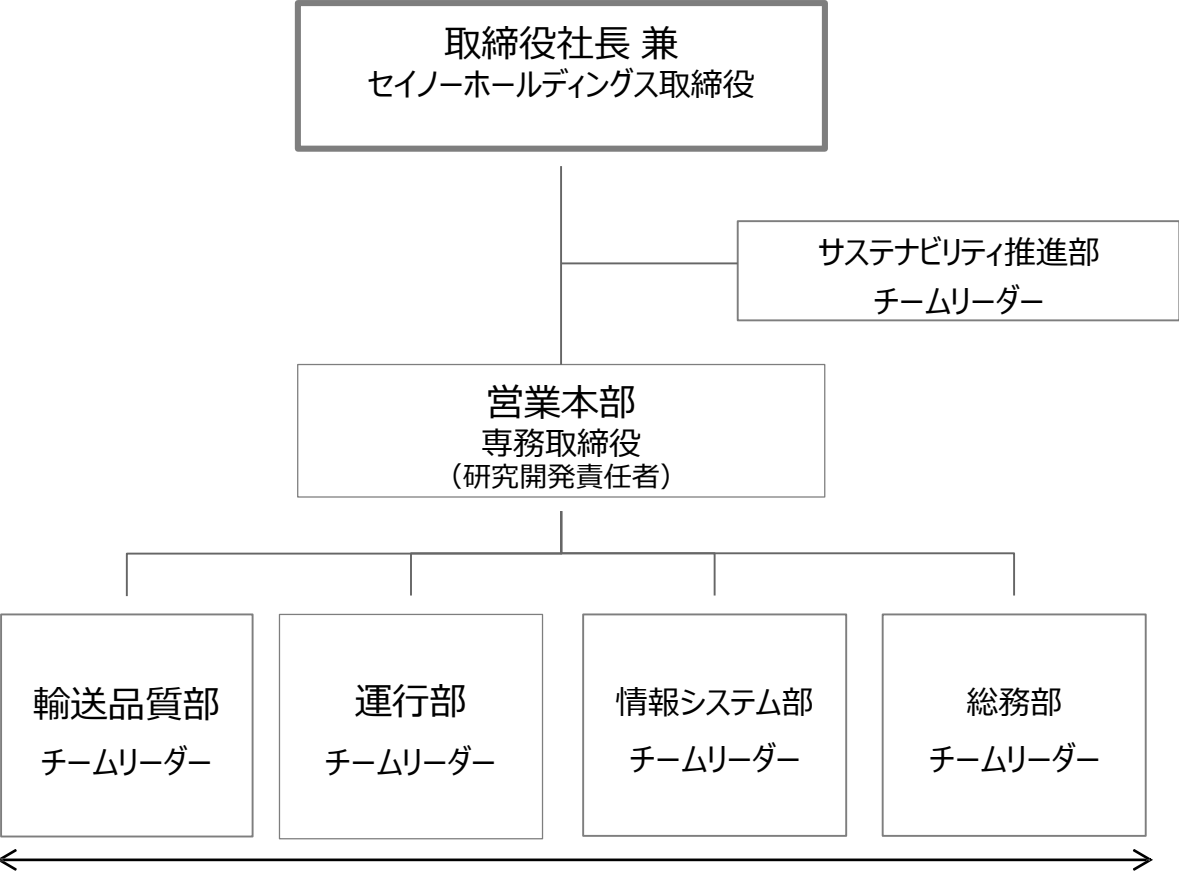 取締役社長 兼
セイノーホールディングス取締役
サステナビリティ推進部
チームリーダー
営業本部
専務取締役
（研究開発責任者）
輸送品質部
チームリーダー
運行部
チームリーダー
情報システム部
チームリーダー
総務部
チームリーダー